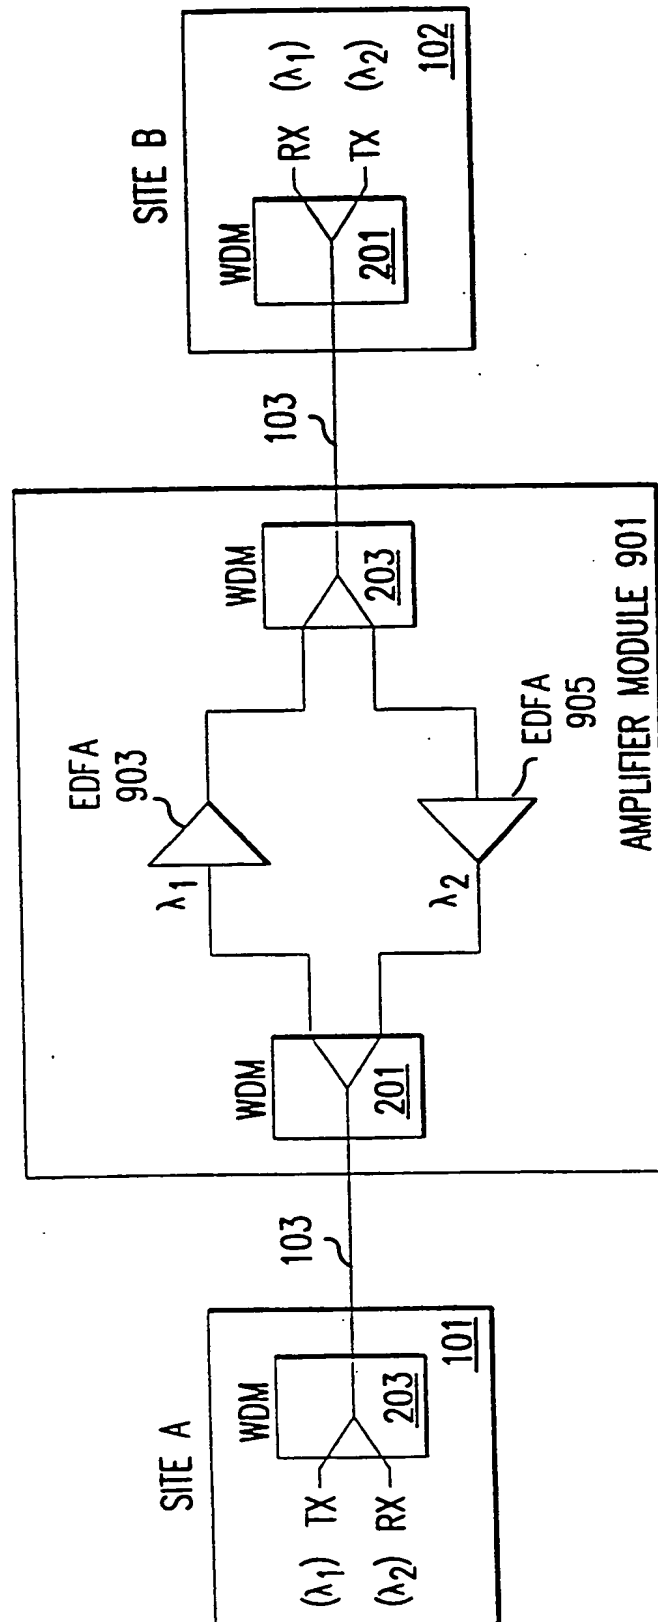 SITE A
(λ1) TX
(λ2) RX
WDM
203
101
103
WDM
201
EDFA
903
λ1
λ2
EDFA
905
WDM
203
AMPLIFIER MODULE 901
103
SITE B
WDM
201
RX (λ1)
TX (λ2)
102